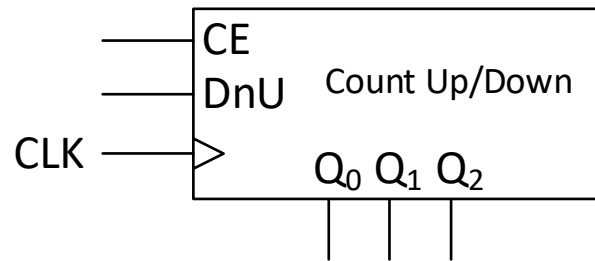 CE
DnU Count Up/Down
CLK
Q₀ Q₁ Q₂